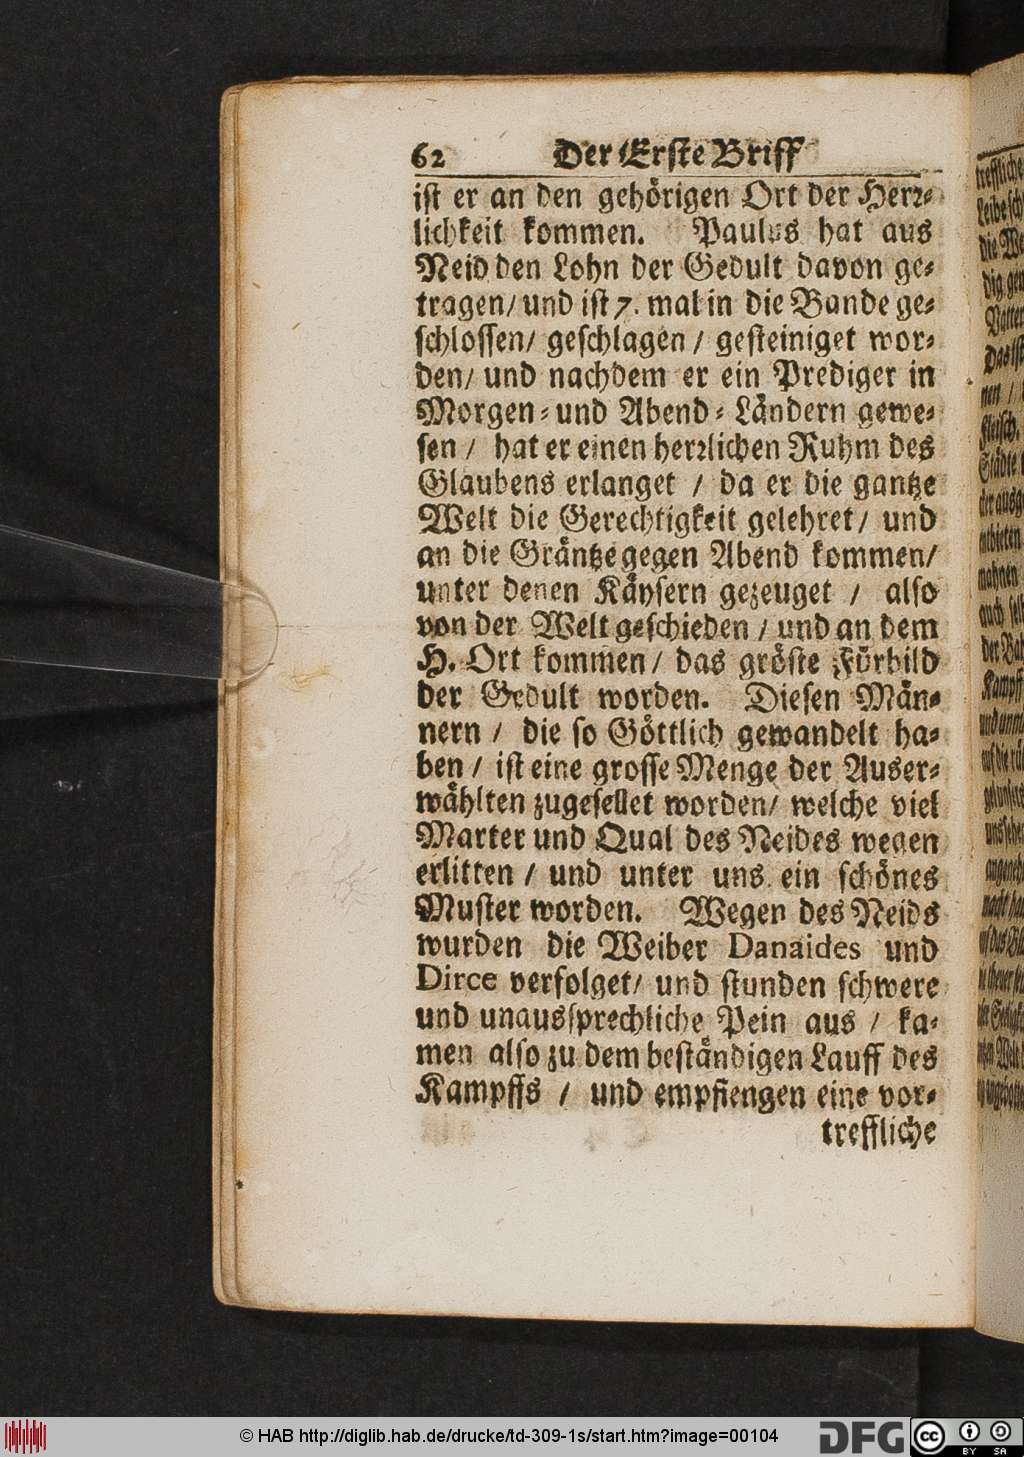 62 Der Erste Briff
ist er an den gehörigen Ort der Herr-
lichkeit kommen. Paulus hat aus
Neid den Lohn der Gedult davon ge-
tragen/ und ist 7. mal in die Bande ge-
schlossen/ geschlagen / gesteiniget wor-
den/ und nachdem er ein Prediger in
Morgen- und Abend- Ländern gewe-
sen / hat er einen herrlichen Ruhm des
Glaubens erlanget / da er die gantze
Welt die Gerechtigkeit gelehret/ und
an die Gräntze gegen Abend kommen/
unter denen Käysern gezeuget / also
von der Welt geschieden / und an dem
H. Ort kommen/ das gröste Fürbild
der Gedult worden. Diesen Män-
nern / die so Göttlich gewandelt ha-
ben / ist eine grosse Menge der Auser-
wählten zugesellet worden/ welche viel
Marter und Qual des Neides wegen
erlitten / und unter uns ein schönes
Muster worden. Wegen des Neids
wurden die Weiber Danaides und
Dirce verfolget/ und stunden schwere
und unaussprechliche Pein aus / ka-
men also zu dem beständigen Lauff des
Kampffs / und empfiengen eine vor-
treffliche
© HAB http://diglib.hab.de/drucke/td-309-1s/start.htm?image=00104
DFG
cc BY SA